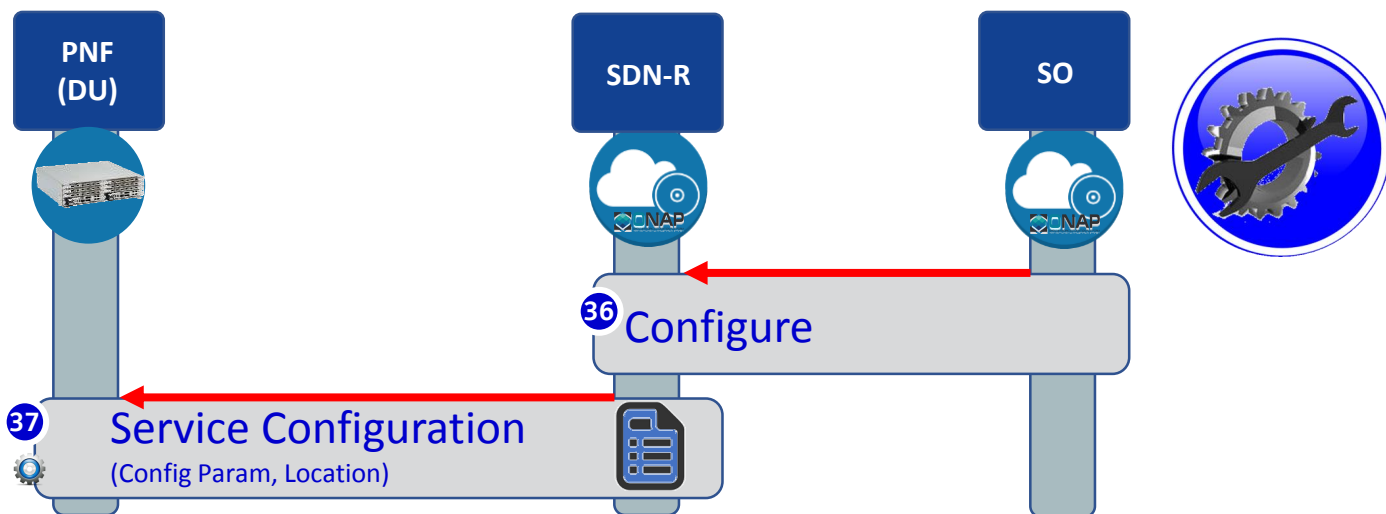 PNF
(DU)
SDN-R
SO
ONAP
ONAP
36
Configure
37
Service Configuration
(Config Param, Location)